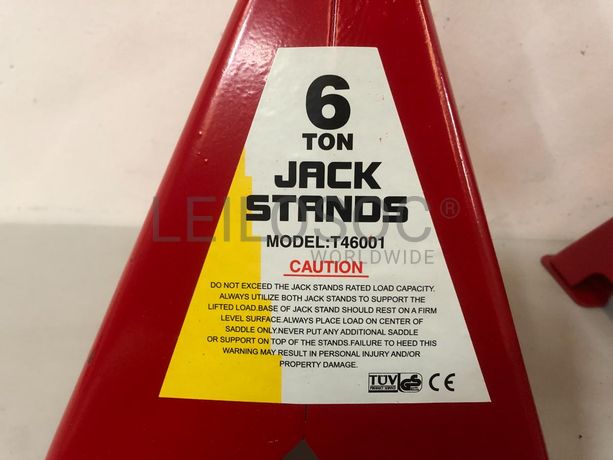 6
TON
JACK
STANDS
LEILOSOC®
WORLDWIDE
MODEL:T46001
CAUTION
DO NOT EXCEED THE JACK STANDS RATED LOAD CAPACITY.
ALWAYS UTILIZE BOTH JACK STANDS TO SUPPORT THE
LIFTED LOAD.BASE OF JACK STAND SHOULD REST ON A FIRM
LEVEL SURFACE.ALWAYS PLACE LOAD ON CENTER OF
SADDLE ONLY.NEVER PUT ANY ADDITIONAL SADDLE
OR SUPPORT ON TOP OF THE STANDS.FAILURE TO HEED THIS
WARNING MAY RESULT IN PERSONAL INJURY AND/OR
PROPERTY DAMAGE.
TÜV GS CE